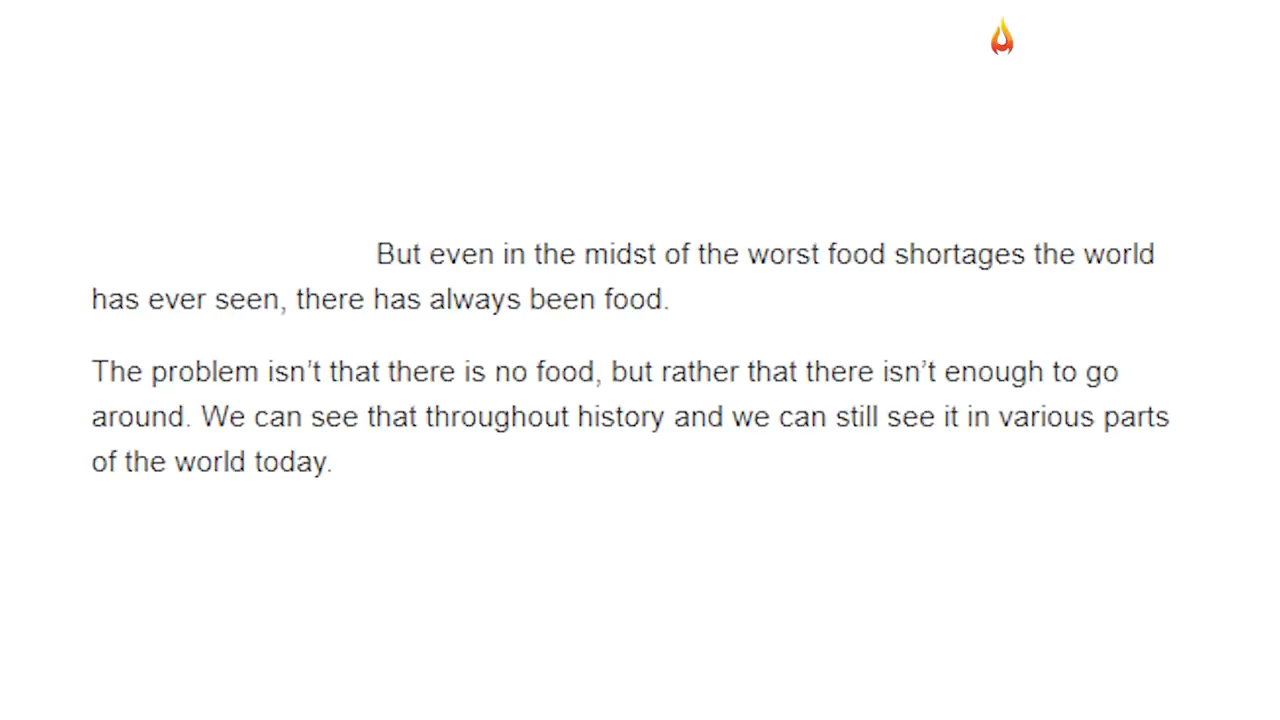 But even in the midst of the worst food shortages the world
has ever seen, there has always been food.
The problem isn’t that there is no food, but rather that there isn’t enough to go
around. We can see that throughout history and we can still see it in various parts
of the world today.